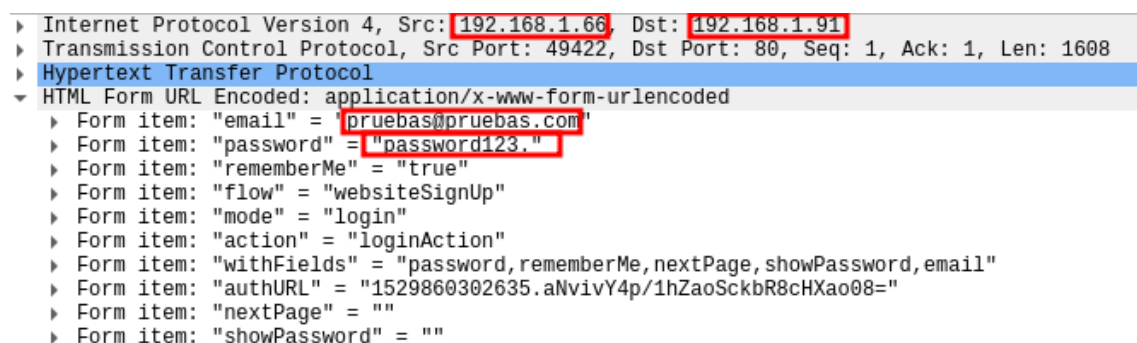 Internet Protocol Version 4, Src: 192.168.1.66, Dst: 192.168.1.91
Transmission Control Protocol, Src Port: 49422, Dst Port: 80, Seq: 1, Ack: 1, Len: 1608
Hypertext Transfer Protocol
HTML Form URL Encoded: application/x-www-form-urlencoded
Form item: "email" = "pruebas@pruebas.com"
Form item: "password" = "password123."
Form item: "rememberMe" = "true"
Form item: "flow" = "websiteSignUp"
Form item: "mode" = "login"
Form item: "action" = "loginAction"
Form item: "withFields" = "password,rememberMe,nextPage,showPassword,email"
Form item: "authURL" = "1529860302635.aNvivY4p/1hZaoSckbR8cHXao08="
Form item: "nextPage" = ""
Form item: "showPassword" = ""